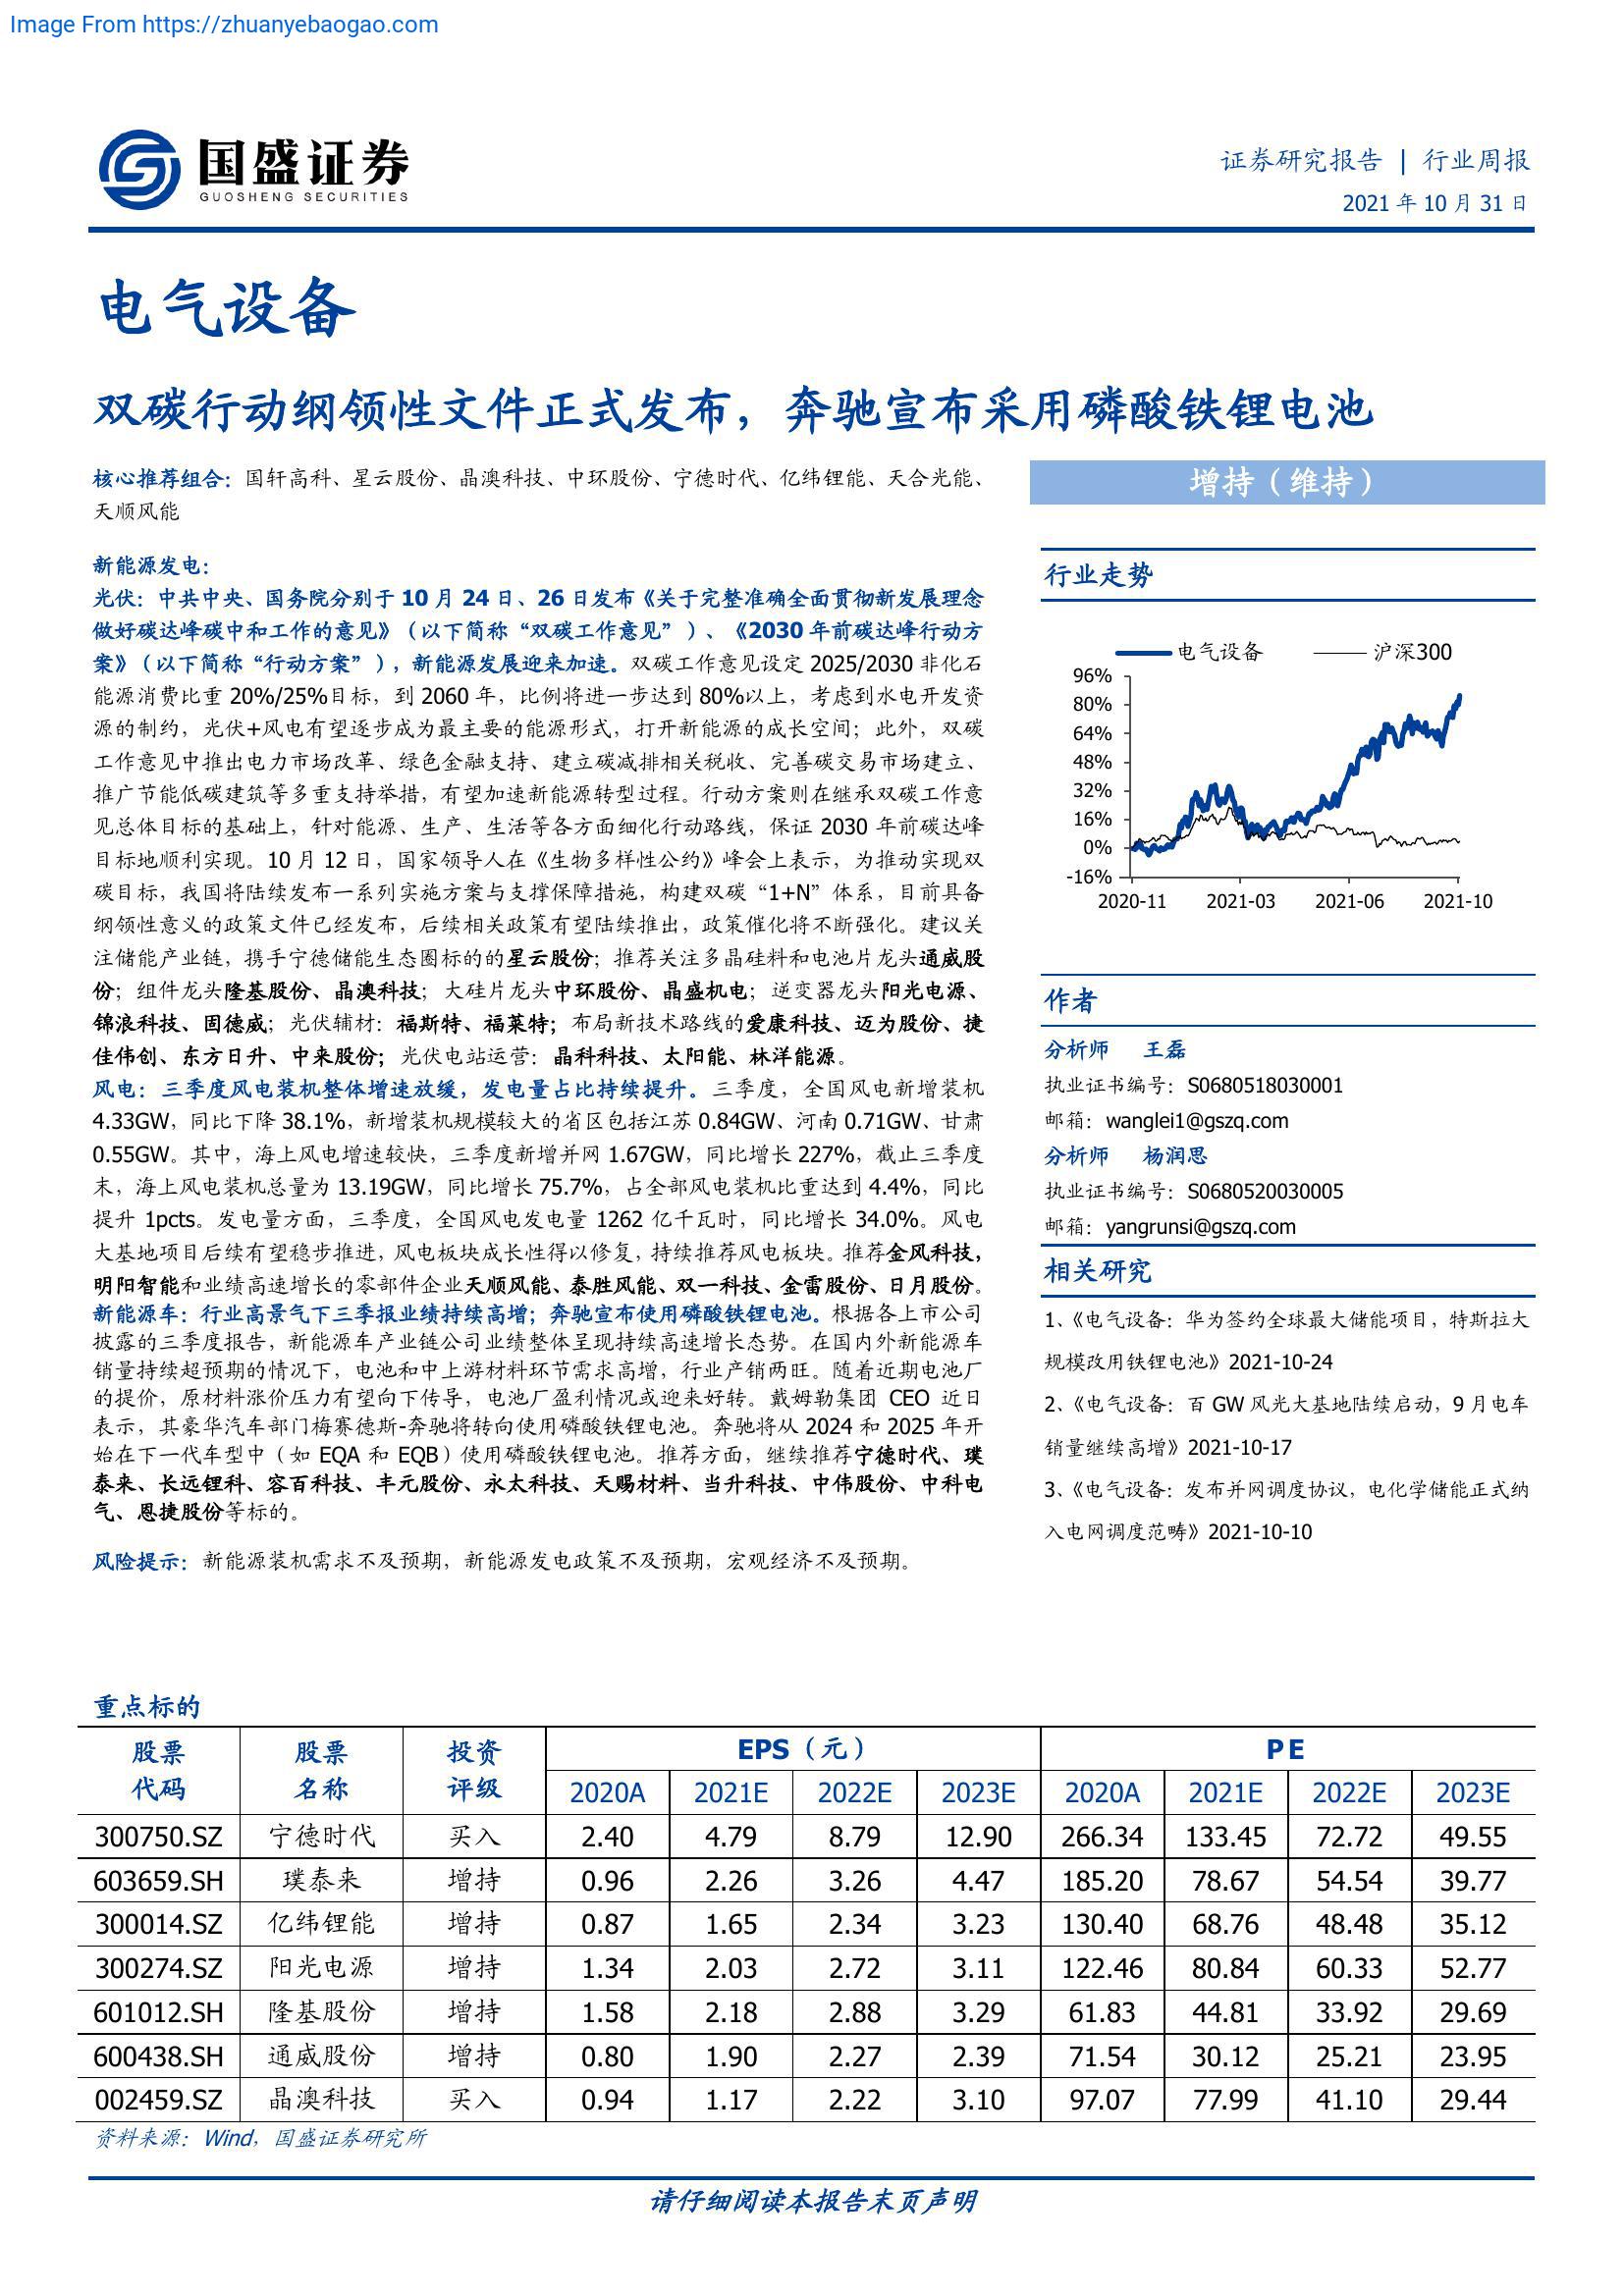 Image From https://zhuanyebaogao.com
国盛证券
GUOSHENG SECURITIES
证券研究报告 | 行业周报
2021 年 10 月 31 日
电气设备
双碳行动纲领性文件正式发布，奔驰宣布采用磷酸铁锂电池
核心推荐组合：国轩高科、星云股份、晶澳科技、中环股份、宁德时代、亿纬锂能、天合光能、
天顺风能
新能源发电：
光伏：中共中央、国务院分别于 10 月 24 日、26 日发布《关于完整准确全面贯彻新发展理念
做好碳达峰碳中和工作的意见》（以下简称“双碳工作意见”）、《2030 年前碳达峰行动方
案》（以下简称“行动方案”），新能源发展迎来加速。双碳工作意见设定 2025/2030 非化石
能源消费比重 20%/25%目标，到 2060 年，比例将进一步达到 80%以上，考虑到水电开发资
源的制约，光伏+风电有望逐步成为最主要的能源形式，打开新能源的成长空间；此外，双碳
工作意见中推出电力市场改革、绿色金融支持、建立碳减排相关税收、完善碳交易市场建立、
推广节能低碳建筑等多重支持举措，有望加速新能源转型过程。行动方案则在继承双碳工作意
见总体目标的基础上，针对能源、生产、生活等各方面细化行动路线，保证 2030 年前碳达峰
目标地顺利实现。10 月 12 日，国家领导人在《生物多样性公约》峰会上表示，为推动实现双
碳目标，我国将陆续发布一系列实施方案与支撑保障措施，构建双碳“1+N”体系，目前具备
纲领性意义的政策文件已经发布，后续相关政策有望陆续推出，政策催化将不断强化。建议关
注储能产业链，携手宁德储能生态圈标的的星云股份；推荐关注多晶硅料和电池片龙头通威股
份；组件龙头隆基股份、晶澳科技；大硅片龙头中环股份、晶盛机电；逆变器龙头阳光电源、
锦浪科技、固德威；光伏辅材：福斯特、福莱特；布局新技术路线的爱康科技、迈为股份、捷
佳伟创、东方日升、中来股份；光伏电站运营：晶科科技、太阳能、林洋能源。
风电：三季度风电装机整体增速放缓，发电量占比持续提升。三季度，全国风电新增装机
4.33GW，同比下降 38.1%，新增装机规模较大的省区包括江苏 0.84GW、河南 0.71GW、甘肃
0.55GW。其中，海上风电增速较快，三季度新增并网 1.67GW，同比增长 227%，截止三季度
末，海上风电装机总量为 13.19GW，同比增长 75.7%，占全部风电装机比重达到 4.4%，同比
提升 1pcts。发电量方面，三季度，全国风电发电量 1262 亿千瓦时，同比增长 34.0%。风电
大基地项目后续有望稳步推进，风电板块成长性得以修复，持续推荐风电板块。推荐金风科技，
明阳智能和业绩高速增长的零部件企业天顺风能、泰胜风能、双一科技、金雷股份、日月股份。
新能源车：行业高景气下三季报业绩持续高增；奔驰宣布使用磷酸铁锂电池。根据各上市公司
披露的三季度报告，新能源车产业链公司业绩整体呈现持续高速增长态势。在国内外新能源车
销量持续超预期的情况下，电池和中上游材料环节需求高增，行业产销两旺。随着近期电池厂
的提价，原材料涨价压力有望向下传导，电池厂盈利情况或迎来好转。戴姆勒集团 CEO 近日
表示，其豪华汽车部门梅赛德斯-奔驰将转向使用磷酸铁锂电池。奔驰将从 2024 和 2025 年开
始在下一代车型中（如 EQA 和 EQB）使用磷酸铁锂电池。推荐方面，继续推荐宁德时代、璞
泰来、长远锂科、容百科技、丰元股份、永太科技、天赐材料、当升科技、中伟股份、中科电
气、恩捷股份等标的。
风险提示：新能源装机需求不及预期，新能源发电政策不及预期，宏观经济不及预期。
增持（维持）
行业走势
电气设备 沪深300
96%
80%
64%
48%
32%
16%
0%
-16%
2020-11 2021-03 2021-06 2021-10
作者
分析师 王磊
执业证书编号：S0680518030001
邮箱：wanglei1@gszq.com
分析师 杨润思
执业证书编号：S0680520030005
邮箱：yangrunsi@gszq.com
相关研究
1、《电气设备：华为签约全球最大储能项目，特斯拉大
规模改用铁锂电池》2021-10-24
2、《电气设备：百 GW 风光大基地陆续启动，9 月电车
销量继续高增》2021-10-17
3、《电气设备：发布并网调度协议，电化学储能正式纳
入电网调度范畴》2021-10-10
重点标的
股票 股票 投资 EPS（元） PE
代码 名称 评级 2020A 2021E 2022E 2023E 2020A 2021E 2022E 2023E
300750.SZ 宁德时代 买入 2.40 4.79 8.79 12.90 266.34 133.45 72.72 49.55
603659.SH 璞泰来 增持 0.96 2.26 3.26 4.47 185.20 78.67 54.54 39.77
300014.SZ 亿纬锂能 增持 0.87 1.65 2.34 3.23 130.40 68.76 48.48 35.12
300274.SZ 阳光电源 增持 1.34 2.03 2.72 3.11 122.46 80.84 60.33 52.77
601012.SH 隆基股份 增持 1.58 2.18 2.88 3.29 61.83 44.81 33.92 29.69
600438.SH 通威股份 增持 0.80 1.90 2.27 2.39 71.54 30.12 25.21 23.95
002459.SZ 晶澳科技 买入 0.94 1.17 2.22 3.10 97.07 77.99 41.10 29.44
资料来源：Wind，国盛证券研究所
请仔细阅读本报告末页声明